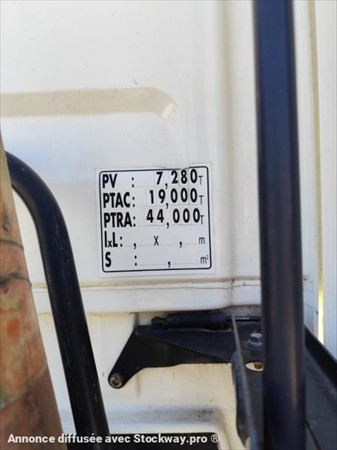 PV : 7,280T
PTAC: 19,000T
PTRA: 44,000T
lxL: , x , m
S : , m²
Annonce diffusée avec Stockway.pro ®